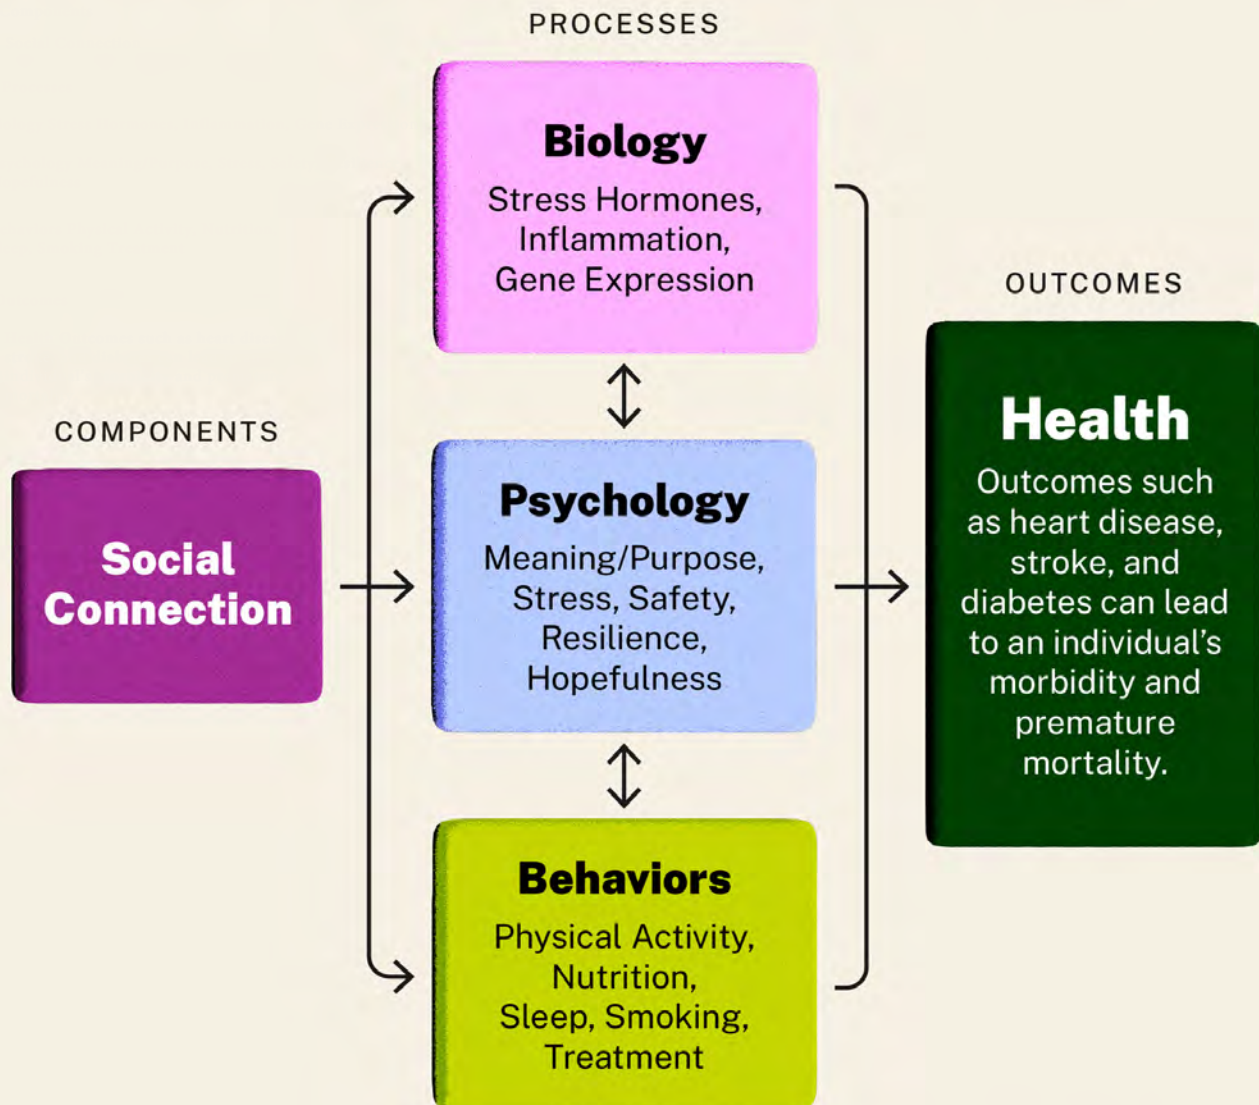 PROCESSES
Biology
Stress Hormones,
Inflammation,
Gene Expression
OUTCOMES
COMPONENTS
Social
Connection
Psychology
Meaning/Purpose,
Stress, Safety,
Resilience,
Hopefulness
Health
Outcomes such
as heart disease,
stroke, and
diabetes can lead
to an individual’s
morbidity and
premature
mortality.
Behaviors
Physical Activity,
Nutrition,
Sleep, Smoking,
Treatment